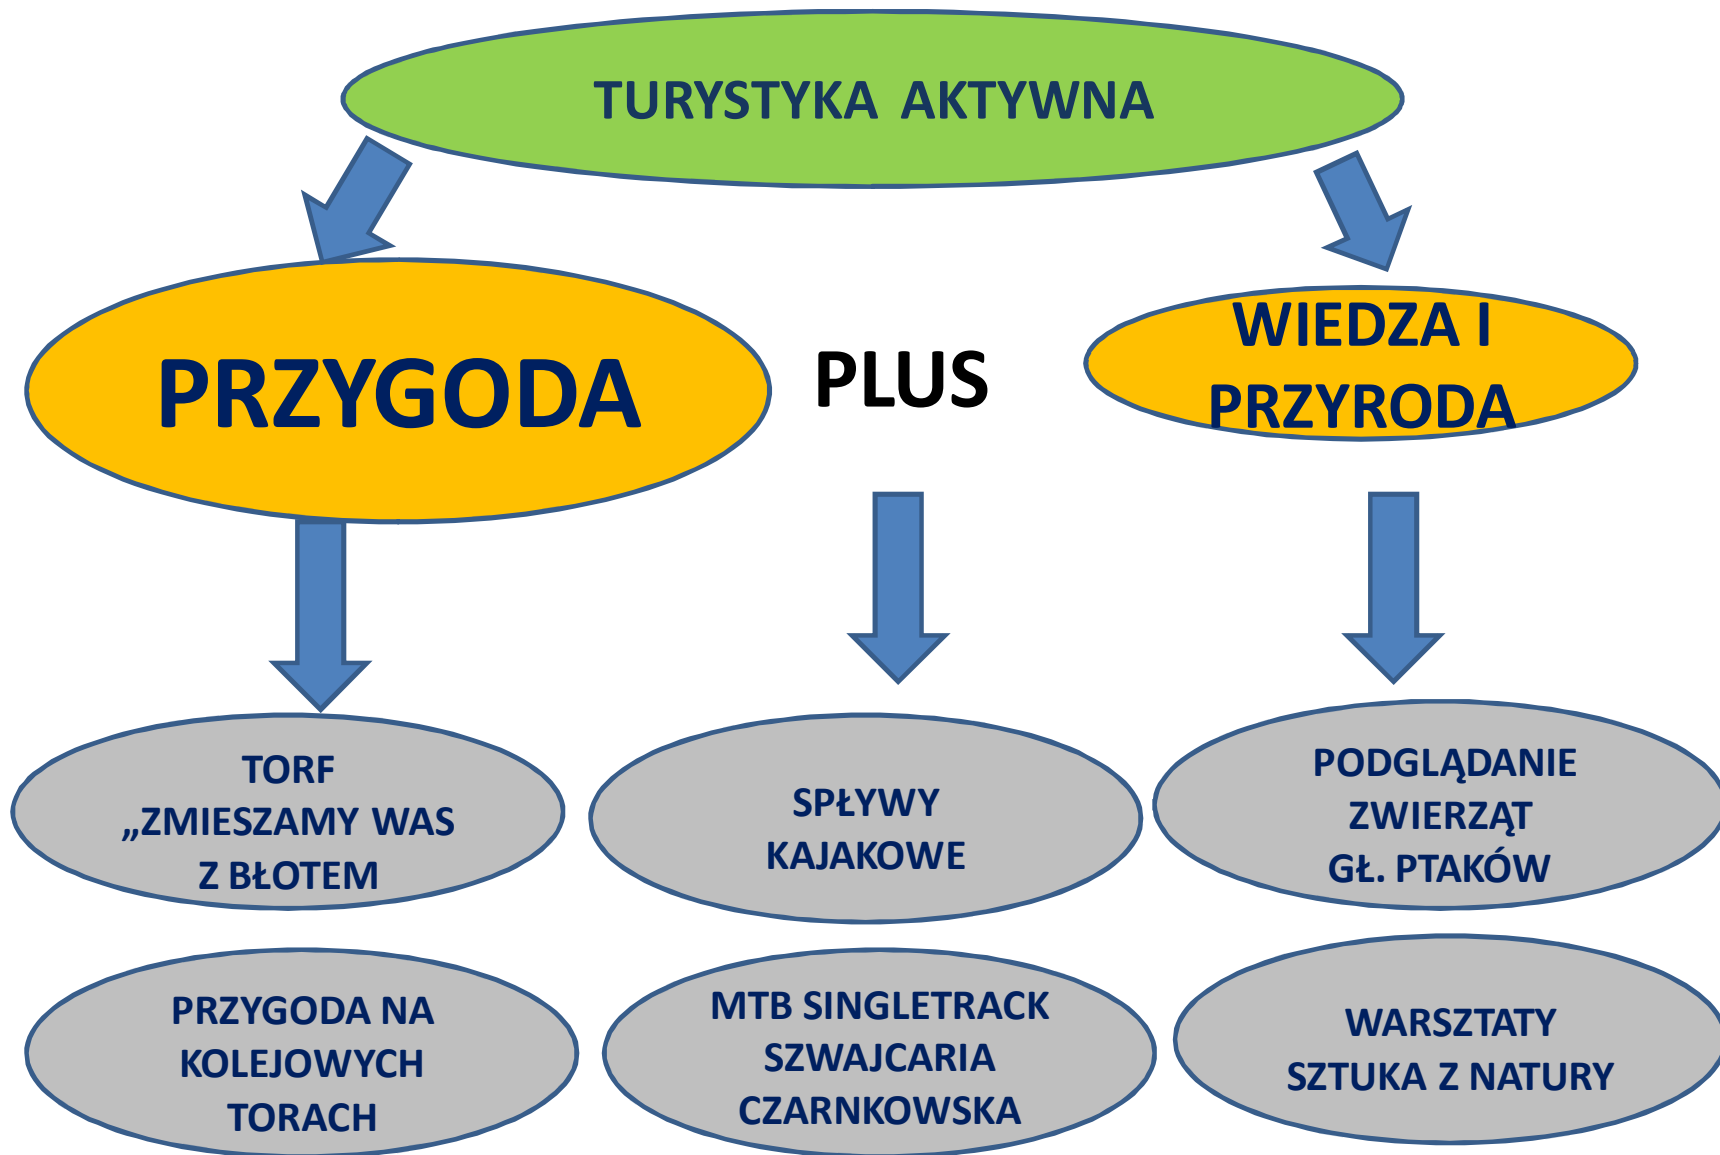 TURYSTYKA AKTYWNA
PRZYGODA
PLUS
WIEDZA I
PRZYRODA
TORF
„ZMIESZAMY WAS
Z BŁOTEM
SPŁYWY
KAJAKOWE
PODGLĄDANIE
ZWIERZĄT
GŁ. PTAKÓW
PRZYGODA NA
KOLEJOWYCH
TORACH
MTB SINGLETRACK
SZWAJCARIA
CZARNKOWSKA
WARSZTATY
SZTUKA Z NATURY